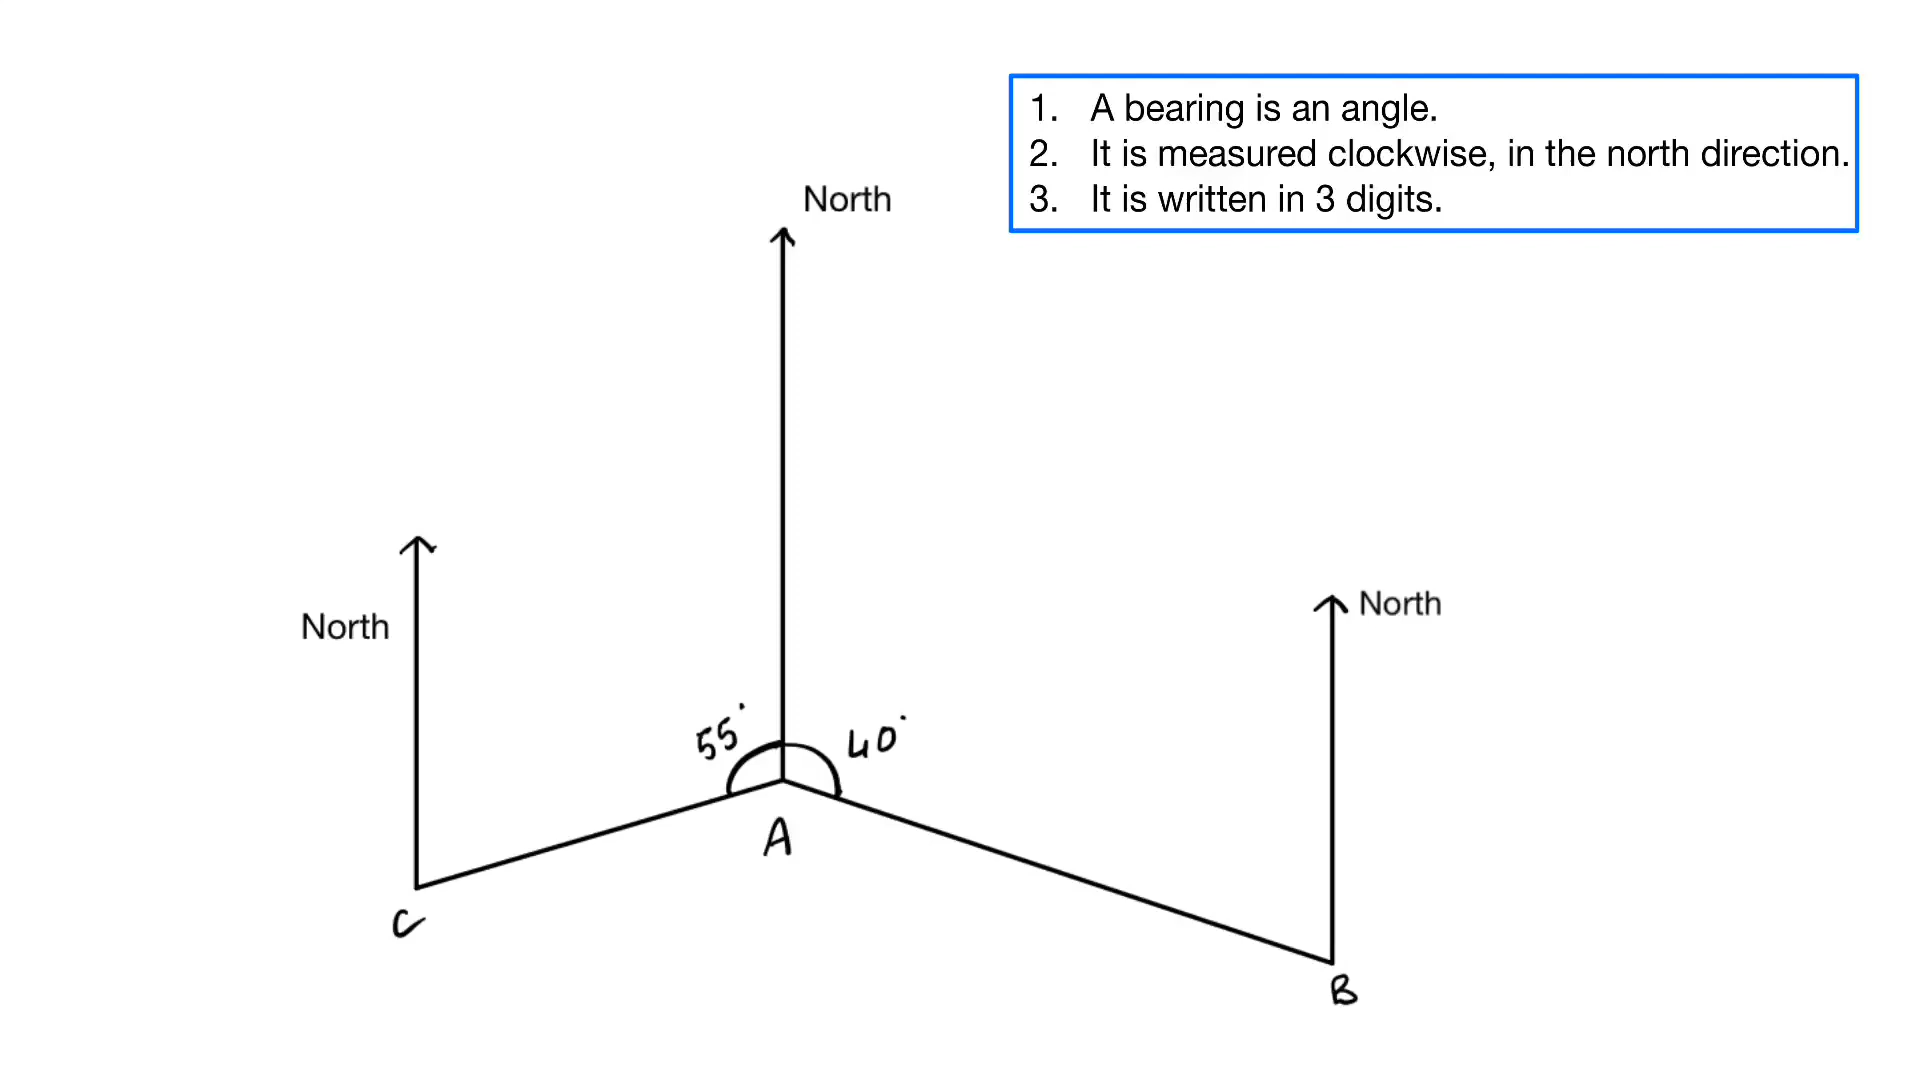 1. A bearing is an angle.
2. It is measured clockwise, in the north direction.
3. It is written in 3 digits.
North
North
North
55°
40°
A
C
B